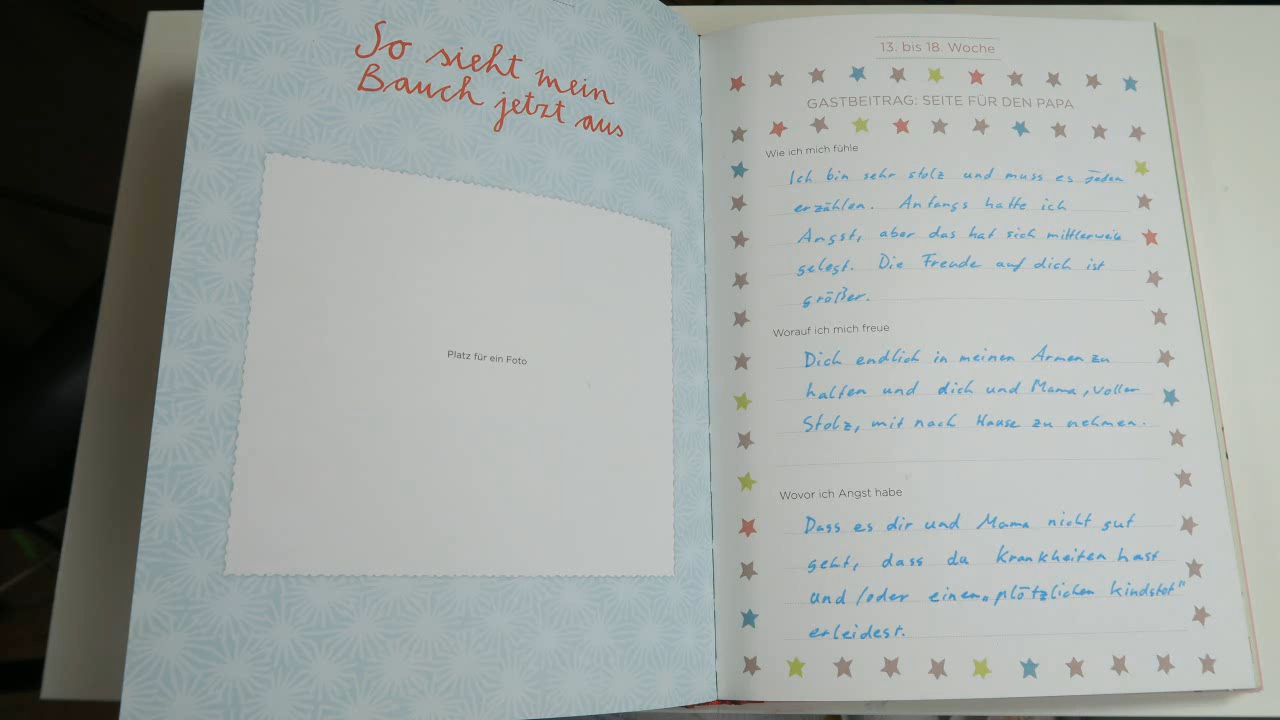 So sieht mein
Bauch jetzt aus
Platz für ein Foto
13. bis 18. Woche
GASTBEITRAG: SEITE FÜR DEN PAPA
Wie ich mich fühle
Ich bin sehr stolz und muss es jeden
erzählen. Anfangs hatte ich
Angst, aber das hat sich mittlerweile
gelegt. Die Freude auf dich ist
größer.
Worauf ich mich freue
Dich endlich in meinen Armen zu
halten und dich und Mama, voller
Stolz, mit nach Hause zu nehmen.
Wovor ich Angst habe
Dass es dir und Mama nicht gut
geht, dass du Krankheiten hast
und/oder einen „plötzlichen Kindstot"
erleidest.